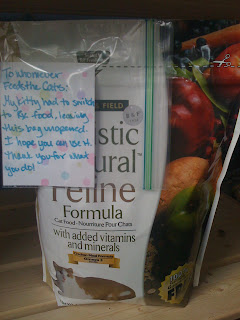 To Whomever
Feeds the Cats:
My kitty had to switch
to Rx food, leaving
this bag unopened.
I hope you can use it.
Thank you for what
you do!
FIELD
istic
atural
Feline
Formula
Cat Food • Nourriture Pour Chats
with added vitamins
and minerals